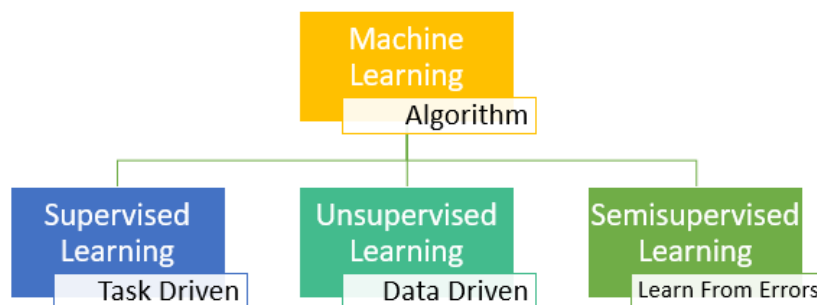 Machine
Learning
Algorithm
Supervised
Learning
Task Driven
Unsupervised
Learning
Data Driven
Semisupervised
Learning
Learn From Errors